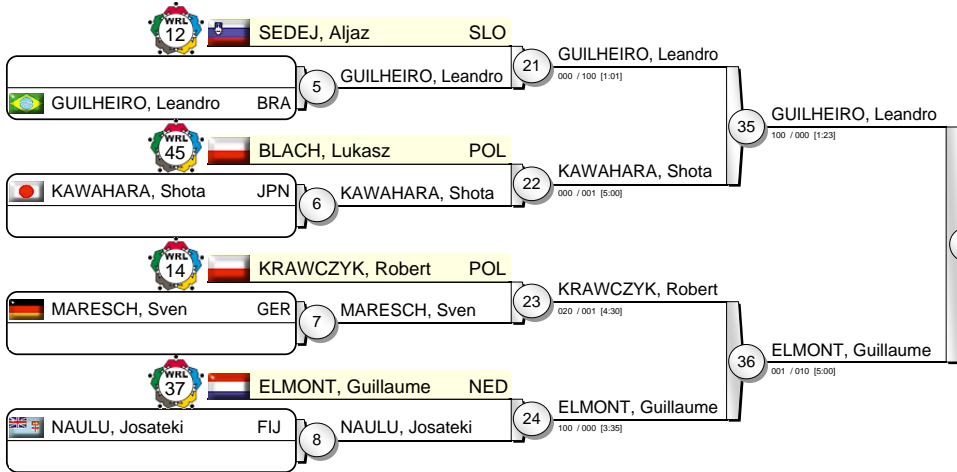 WRL
12
SEDEJ, Aljaz SLO
GUILHEIRO, Leandro BRA
5
GUILHEIRO, Leandro
21
GUILHEIRO, Leandro
000 / 100 [1:01]
WRL
45
BLACH, Lukasz POL
KAWAHARA, Shota JPN
6
KAWAHARA, Shota
22
KAWAHARA, Shota
000 / 001 [5:00]
35
GUILHEIRO, Leandro
100 / 000 [1:23]
WRL
14
KRAWCZYK, Robert POL
MARESCH, Sven GER
7
MARESCH, Sven
23
KRAWCZYK, Robert
020 / 001 [4:30]
WRL
37
ELMONT, Guillaume NED
NAULU, Josateki FIJ
8
NAULU, Josateki
24
ELMONT, Guillaume
100 / 000 [3:35]
36
ELMONT, Guillaume
001 / 010 [5:00]